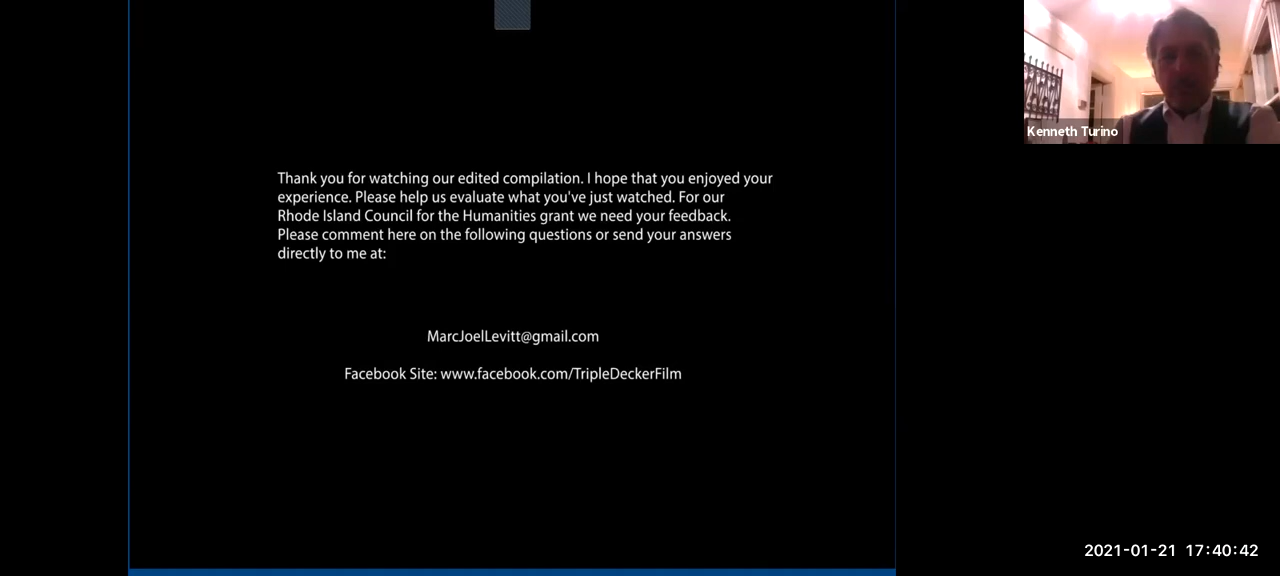 Kenneth Turino
Thank you for watching our edited compilation. I hope that you enjoyed your
experience. Please help us evaluate what you've just watched. For our
Rhode Island Council for the Humanities grant we need your feedback.
Please comment here on the following questions or send your answers
directly to me at:
MarcJoelLevitt@gmail.com
Facebook Site: www.facebook.com/TripleDeckerFilm
2021-01-21 17:40:42